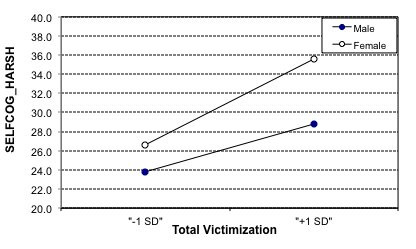 SELFCOG_HARSH
40.0
38.0
36.0
34.0
32.0
30.0
28.0
26.0
24.0
22.0
20.0
Male
Female
"-1 SD"
"+1 SD"
Total Victimization